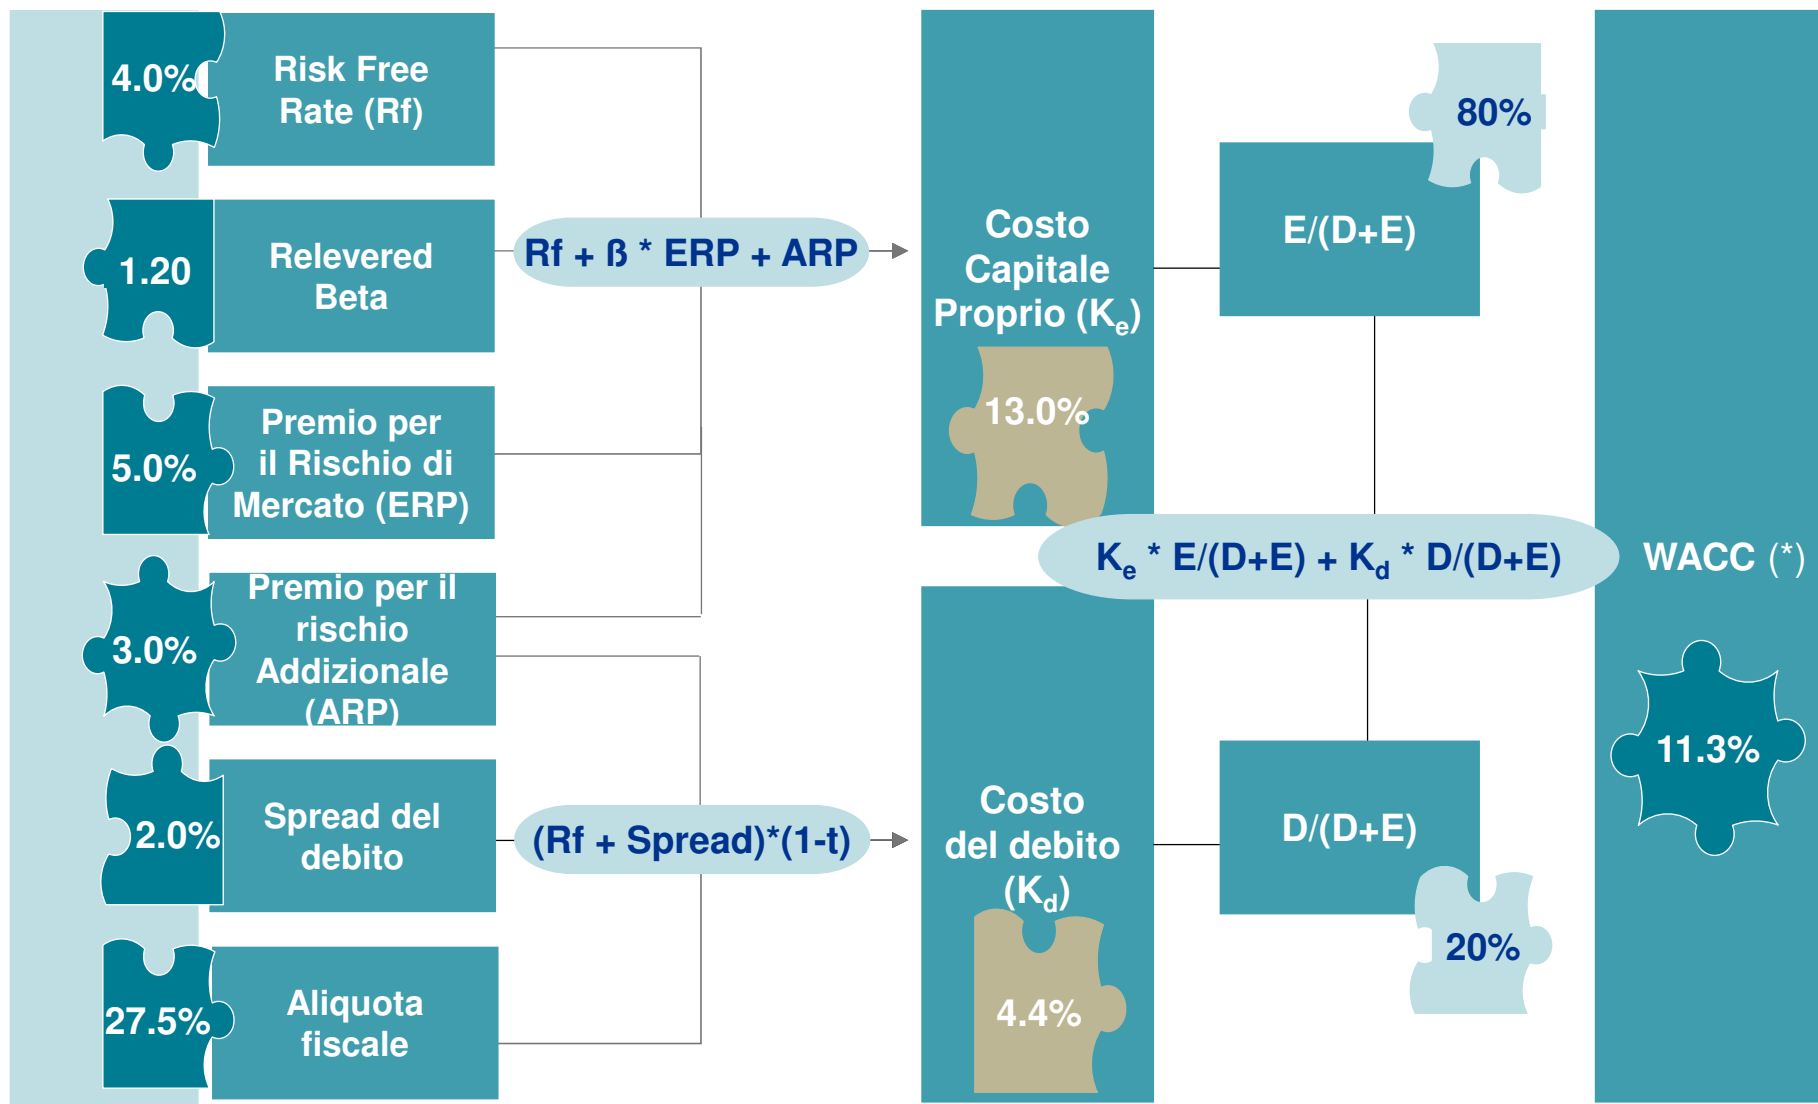 4.0%
Risk Free
Rate (Rf)
1.20
Relevered
Beta
5.0%
Premio per
il Rischio di
Mercato (ERP)
3.0%
Premio per il
rischio
Addizionale
(ARP)
2.0%
Spread del
debito
27.5%
Aliquota
fiscale
Rf + ß * ERP + ARP
(Rf + Spread)*(1-t)
Costo
Capitale
Proprio (Ke)
13.0%
Costo
del debito
(Kd)
4.4%
80%
E/(D+E)
Ke * E/(D+E) + Kd * D/(D+E)
D/(D+E)
20%
WACC (*)
11.3%